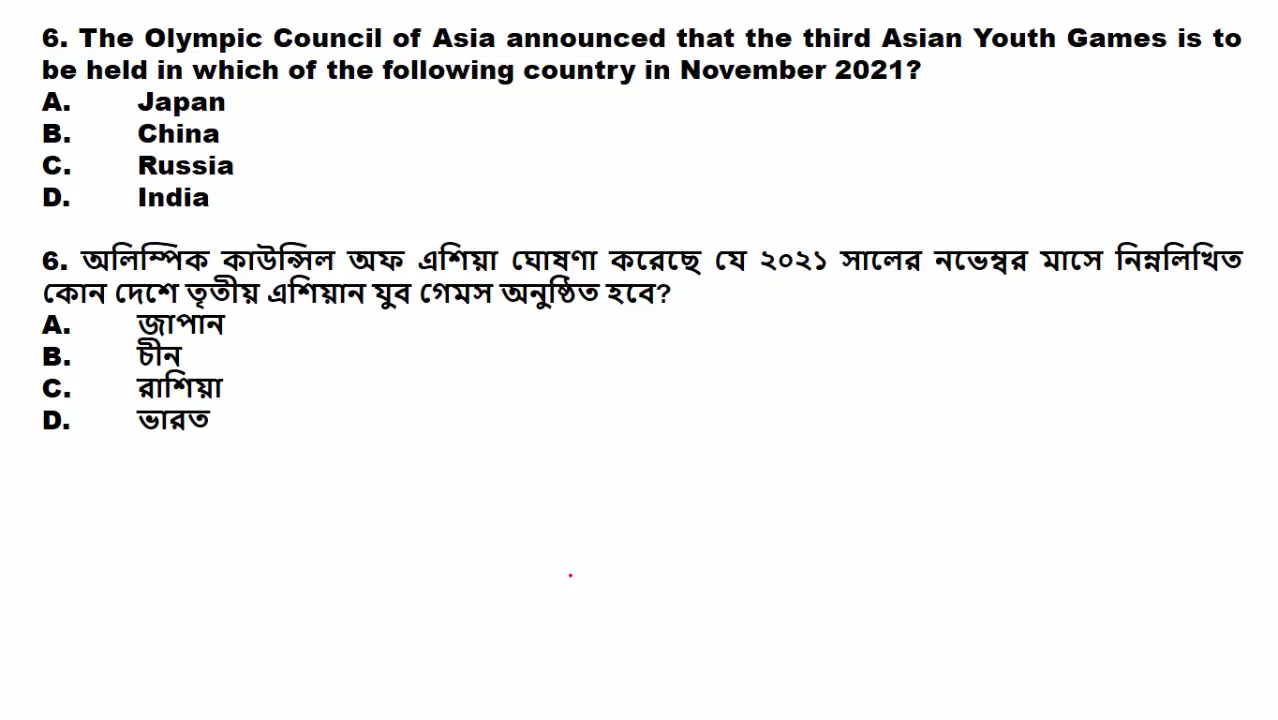 6. The Olympic Council of Asia announced that the third Asian Youth Games is to
be held in which of the following country in November 2021?
A. Japan
B. China
C. Russia
D. India
6. অলিম্পিক কাউন্সিল অফ এশিয়া ঘোষণা করেছে যে ২০২১ সালের নভেম্বর মাসে নিম্নলিখিত
কোন দেশে তৃতীয় এশিয়ান যুব গেমস অনুষ্ঠিত হবে?
A. জাপান
B. চীন
C. রাশিয়া
D. ভারত